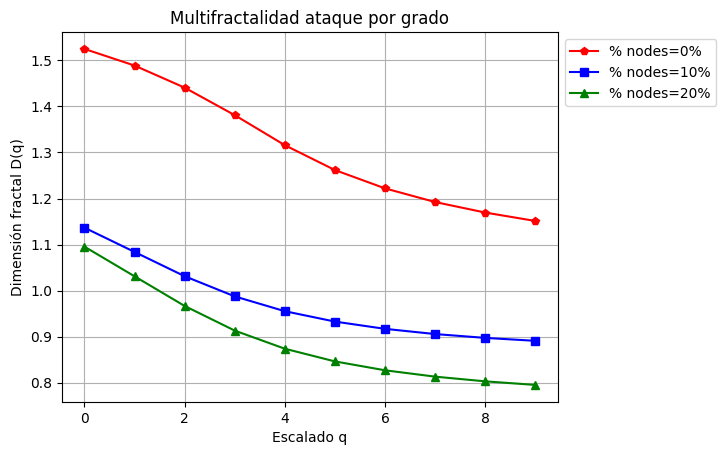 Multifractalidad ataque por grado
% nodes=0%
% nodes=10%
% nodes=20%
Dimensión fractal D(q)
1.5
1.4
1.3
1.2
1.1
1.0
0.9
0.8
0 2 4 6 8
Escalado q